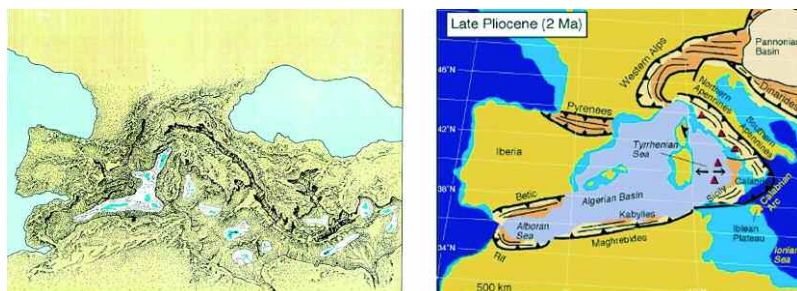 Late Pliocene (2 Ma)
Pannonian
Basin
Western Alps
46°N
Dinarides
Northern
Apennines
Pyrenees
Southern
Apennines
42°N
Iberia
Tyrrhenian
Sea
38°N
Calabria
Betic
Sicily
Calabrian
Arc
Algerian Basin
Kabylies
Alboran
Sea
Iblean
Plateau
34°N
Maghrebides
Rif
Ionian
Sea
500 km